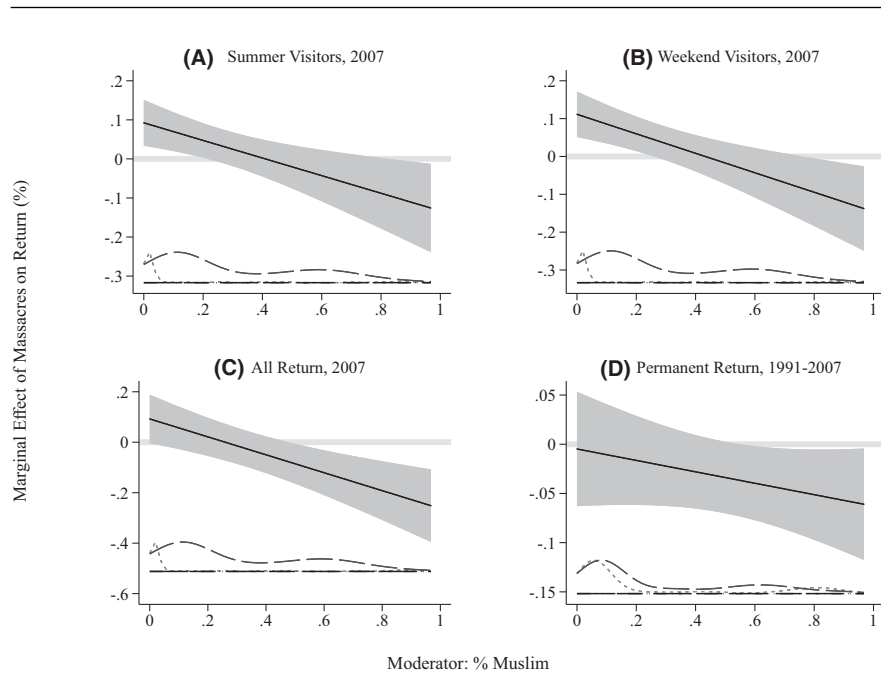 (A) Summer Visitors, 2007
(B) Weekend Visitors, 2007
.2
.1
0
-.1
-.2
-.3
0 .2 .4 .6 .8 1
.2
.1
0
-.1
-.2
-.3
0 .2 .4 .6 .8 1
Marginal Effect of Massacres on Return (%)
(C) All Return, 2007
(D) Permanent Return, 1991-2007
.2
0
-.2
-.4
-.6
0 .2 .4 .6 .8 1
.05
0
-.05
-.1
-.15
0 .2 .4 .6 .8 1
Moderator: % Muslim